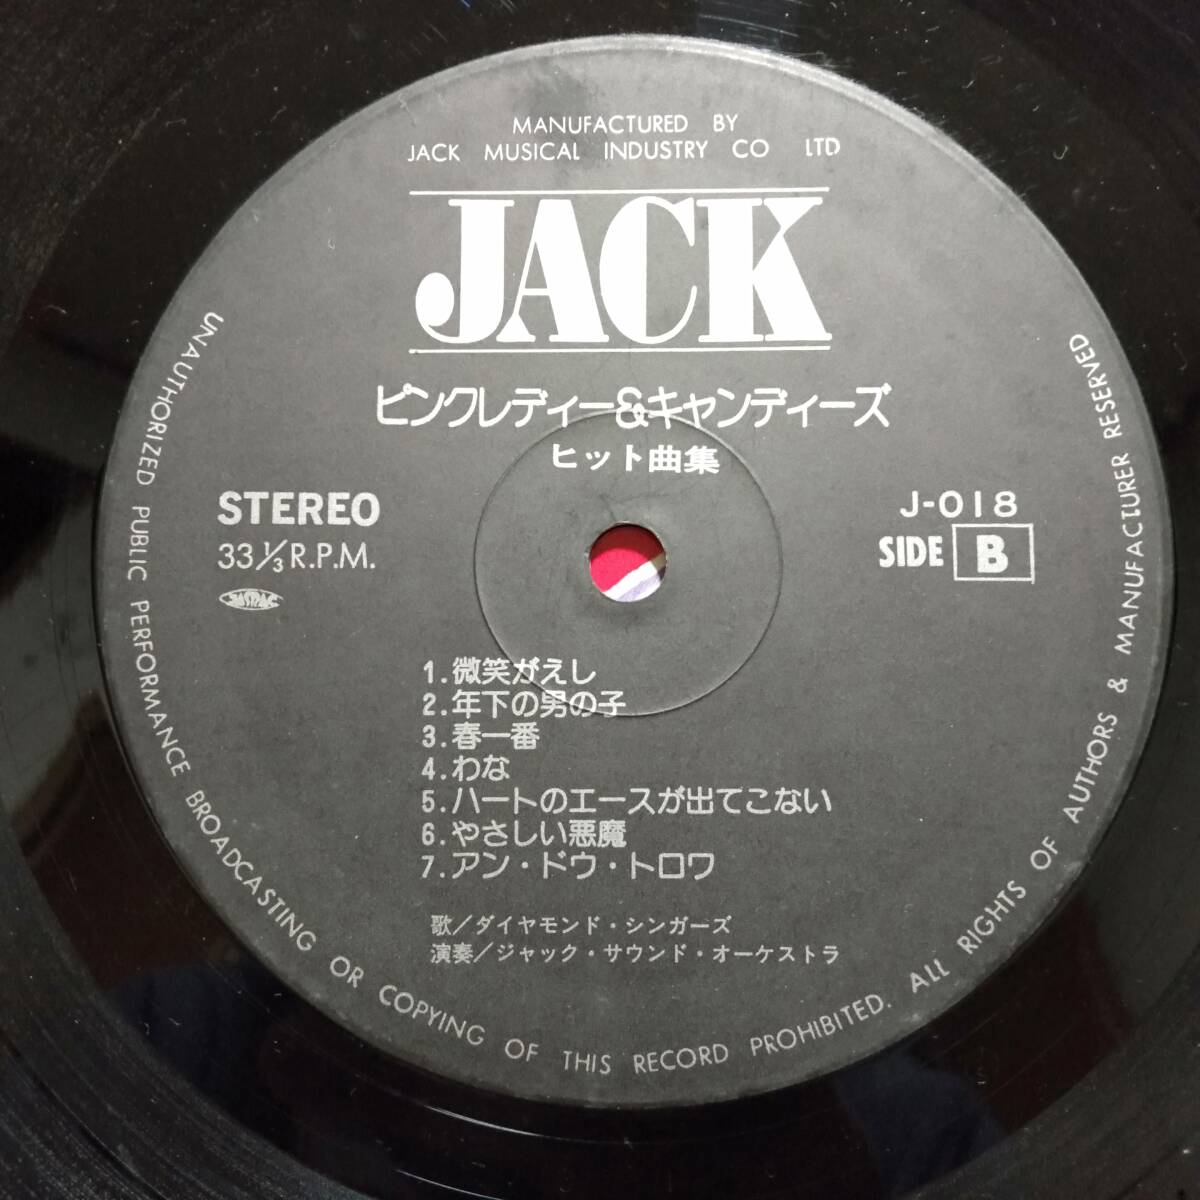 MANUFACTURED BY
JACK MUSICAL INDUSTRY CO LTD
JACK
ピンクレディー&キャンディーズ
ヒット曲集
STEREO
33 1/3 R.P.M.
JASRAC
J-018
SIDE B
1.微笑がえし
2.年下の男の子
3.春一番
4.わな
5.ハートのエースが出てこない
6.やさしい悪魔
7.アン・ドウ・トロワ
歌/ダイヤモンド・シンガーズ
演奏/ジャック・サウンド・オーケストラ
UNAUTHORIZED PUBLIC PERFORMANCE BROADCASTING OR COPYING OF THIS RECORD PROHIBITED. ALL RIGHTS OF AUTHORS & MANUFACTURER RESERVED